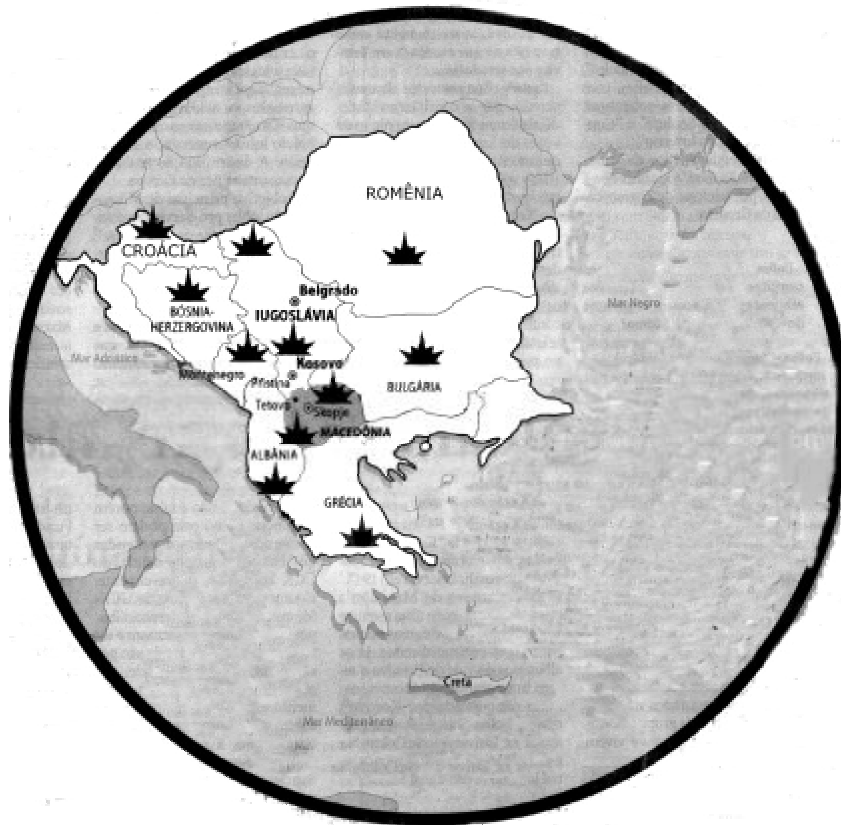 ROMÊNIA
CROÁCIA
Belgrado
IUGOSLÁVIA
BÓSNIA-
HERZERGOVINA
Mar Negro
Mar Adriático
Montenegro
Kosovo
Pristina
BULGÁRIA
Tetovo
Skopje
MACEDÔNIA
ALBÂNIA
GRÉCIA
Creta
Mar Mediterrâneo